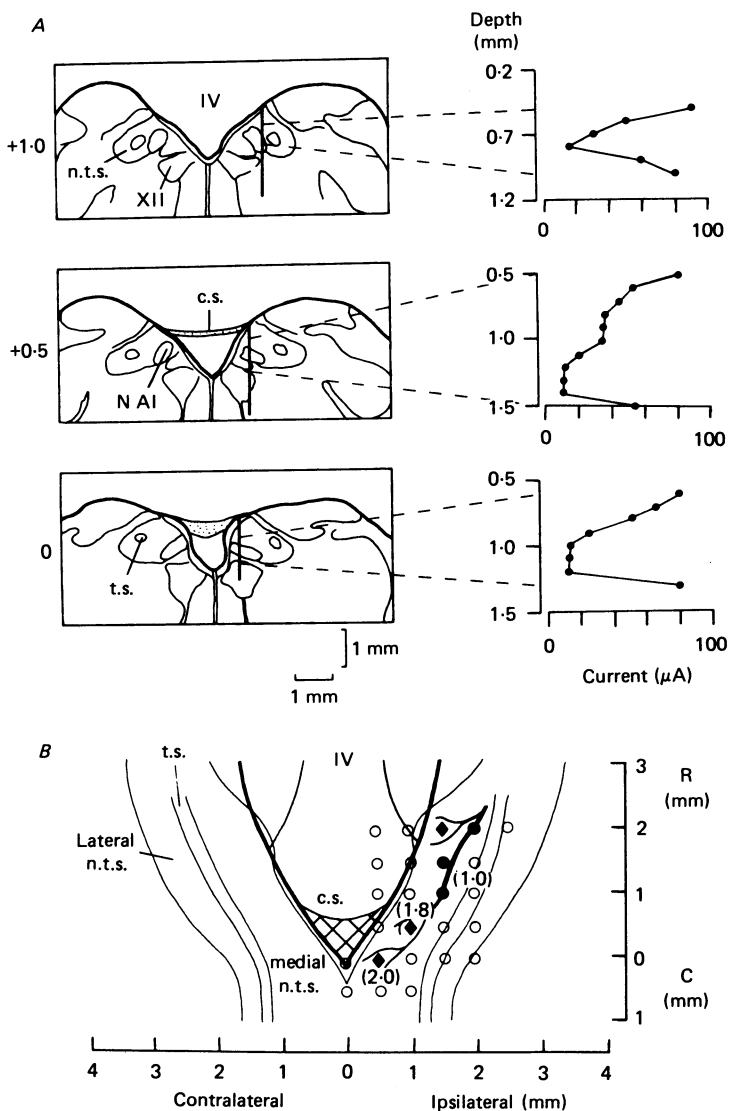 A
Depth
(mm)
IV
+1·0
n.t.s.
XII
0·2
0·7
1·2
0
100
c.s.
+0·5
N AI
0·5
1·0
1·5
0
100
0
t.s.
0·5
1·0
1·5
0
100
1 mm
1 mm
Current (μA)
B
t.s.
IV
3
R
(mm)
Lateral
n.t.s.
2
(1·0)
1
c.s.
(1·8)
medial
n.t.s.
(2·0)
0
C
(mm)
1
4 3 2 1 0 1 2 3 4
Contralateral Ipsilateral (mm)